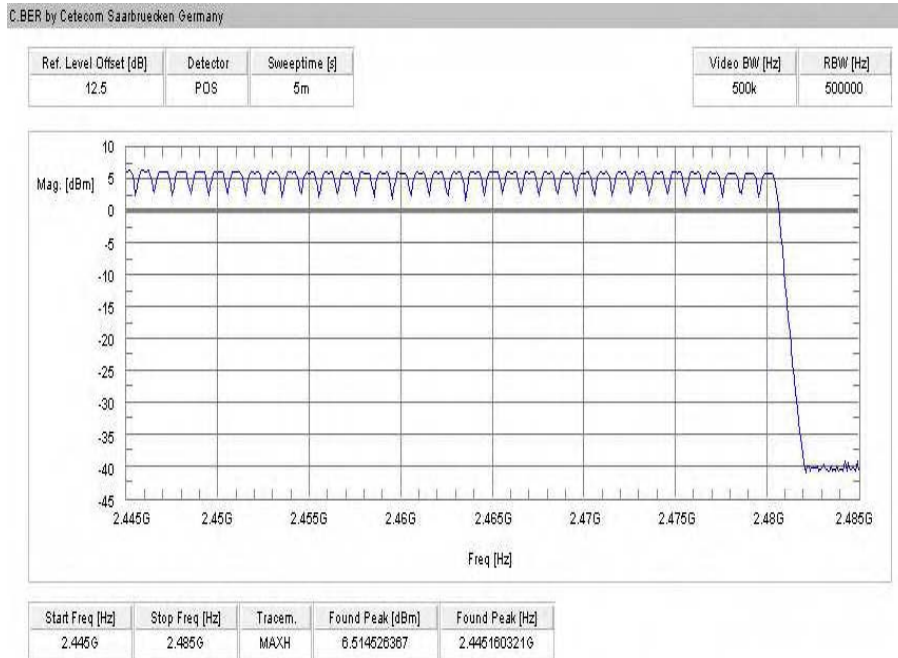 C.BER by Cetecom Saarbruecken Germany
Ref. Level Offset [dB] Detector Sweeptime [s] Video BW [Hz] RBW [Hz]
12.5 POS 5m 500k 500000
10
Mag. [dBm] 5
0
-5
-10
-15
-20
-25
-30
-35
-40
-45
2.445G 2.45G 2.455G 2.46G 2.465G 2.47G 2.475G 2.48G 2.485G
Freq [Hz]
Start Freq [Hz] Stop Freq [Hz] Tracem. Found Peak [dBm] Found Peak [Hz]
2.445G 2.485G MAXH 6.514526367 2.445160321G